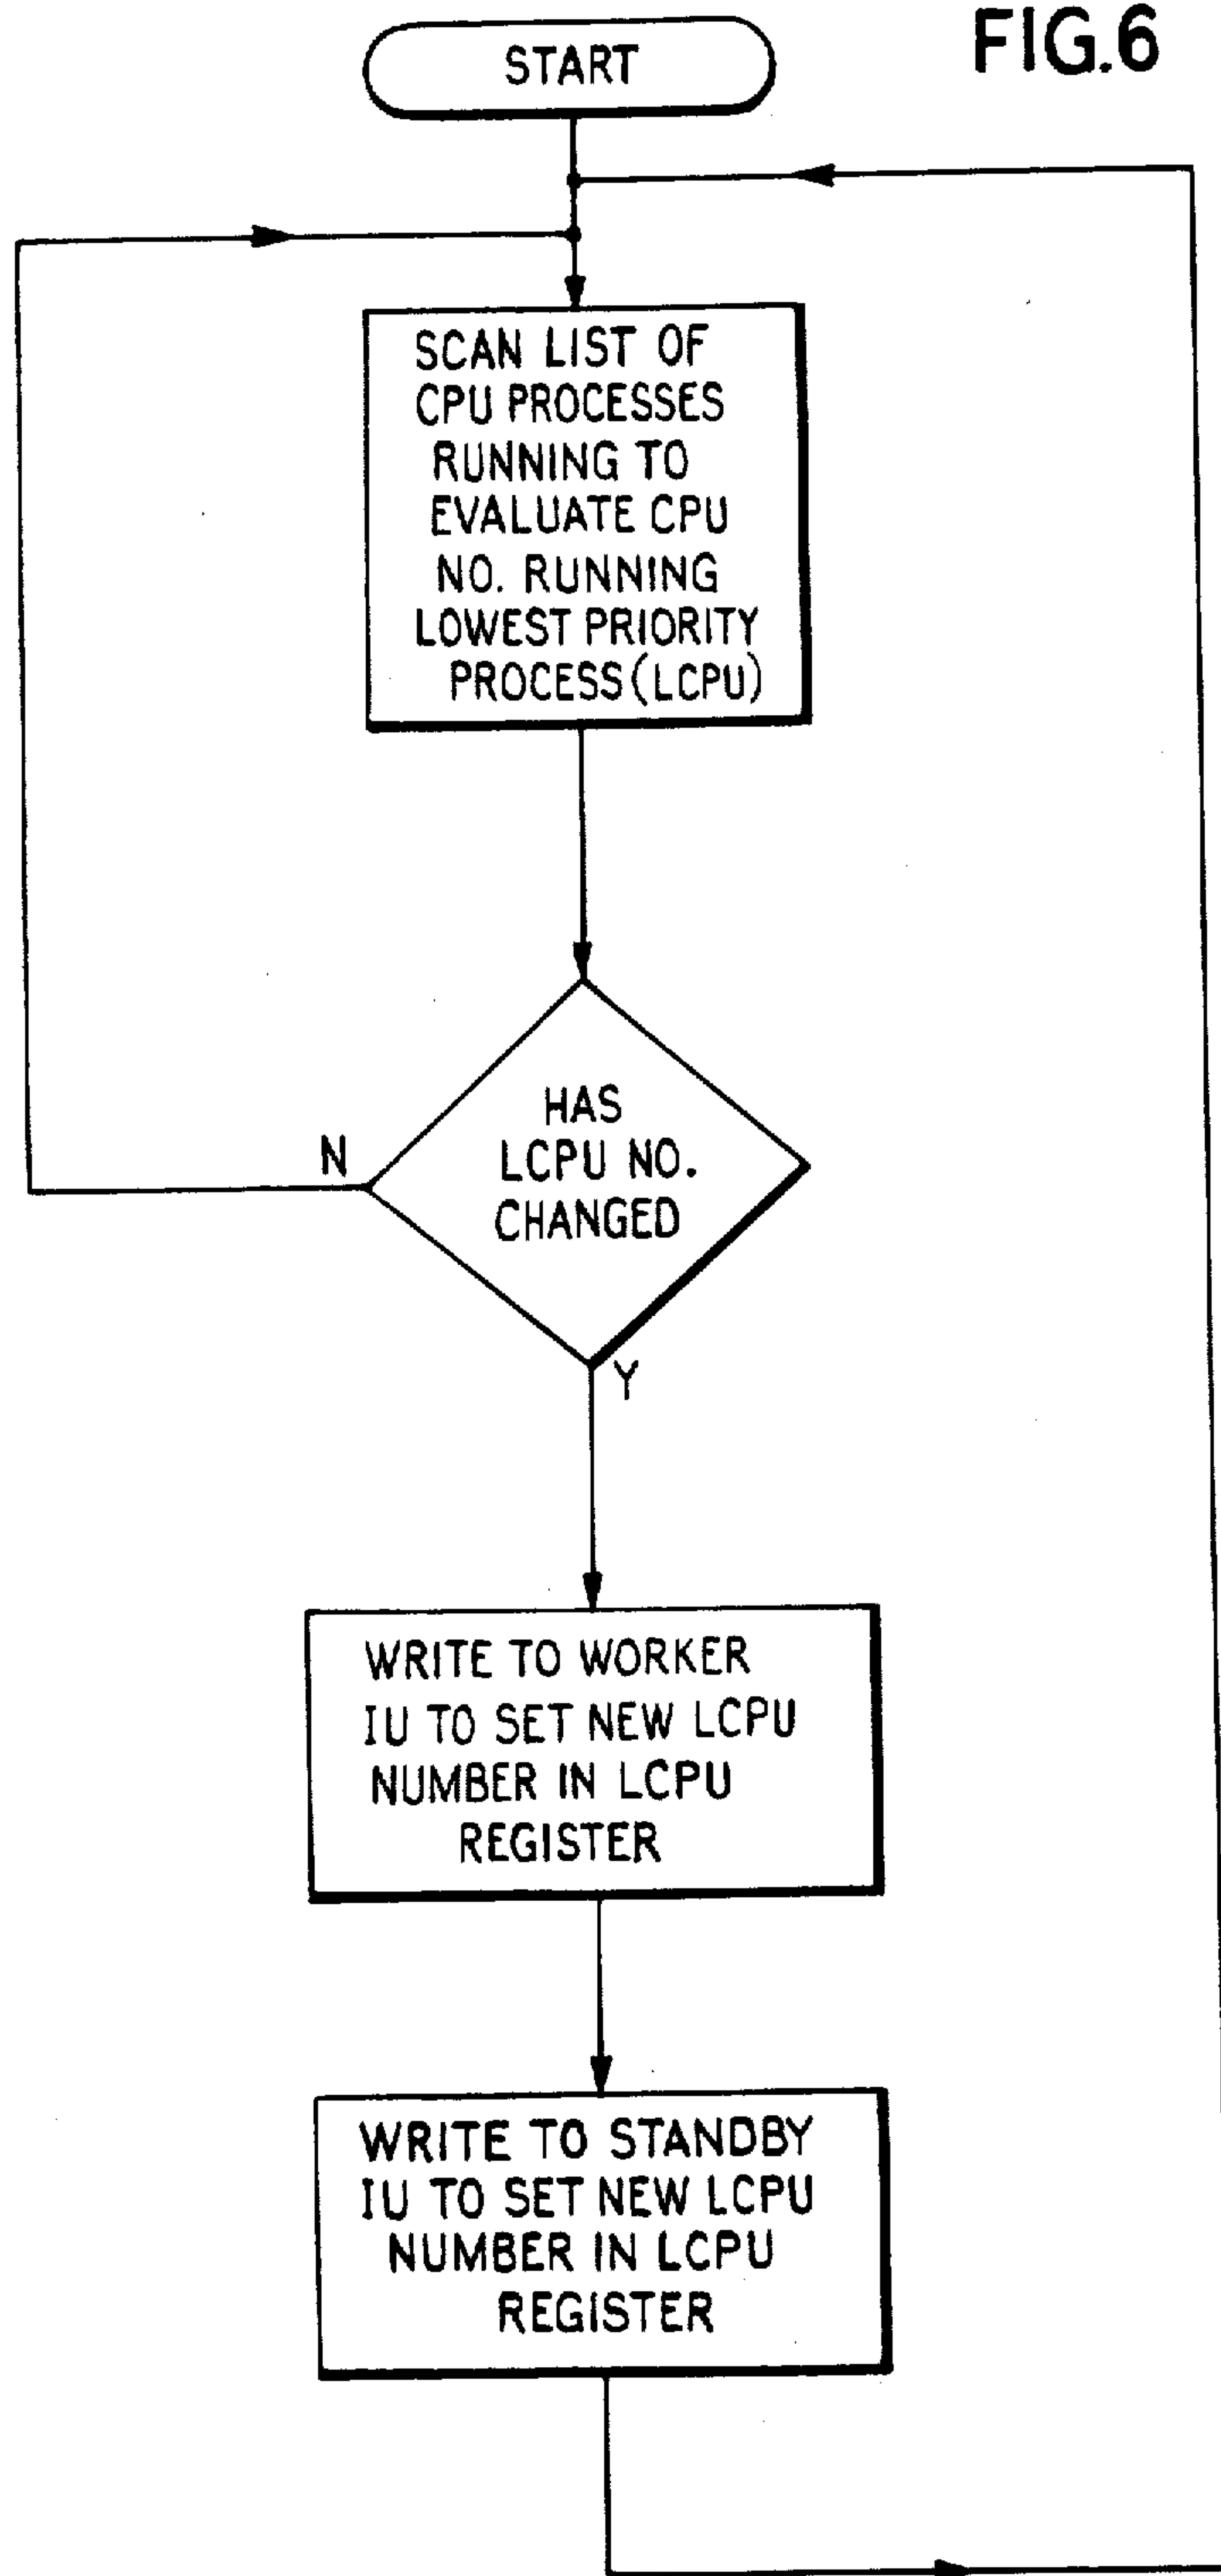 FIG.6
START
SCAN LIST OF
CPU PROCESSES
RUNNING TO
EVALUATE CPU
NO. RUNNING
LOWEST PRIORITY
PROCESS(LCPU)
HAS
LCPU NO.
CHANGED
N
Y
WRITE TO WORKER
IU TO SET NEW LCPU
NUMBER IN LCPU
REGISTER
WRITE TO STANDBY
IU TO SET NEW LCPU
NUMBER IN LCPU
REGISTER